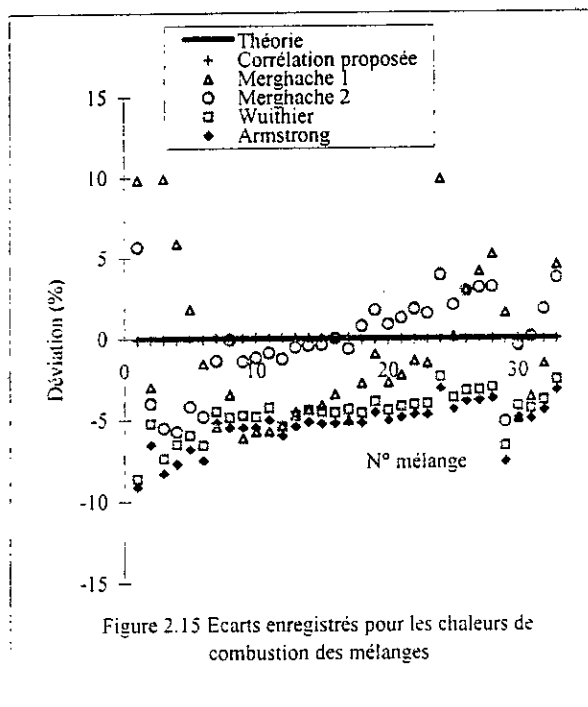 Théorie
Corrélation proposée
Merghache 1
Merghache 2
Wuithier
Armstrong
15
10
5
0
-5
-10
-15
Déviation (%)
0
10
20
30
N° mélange
Figure 2.15 Ecarts enregistrés pour les chaleurs de
combustion des mélanges